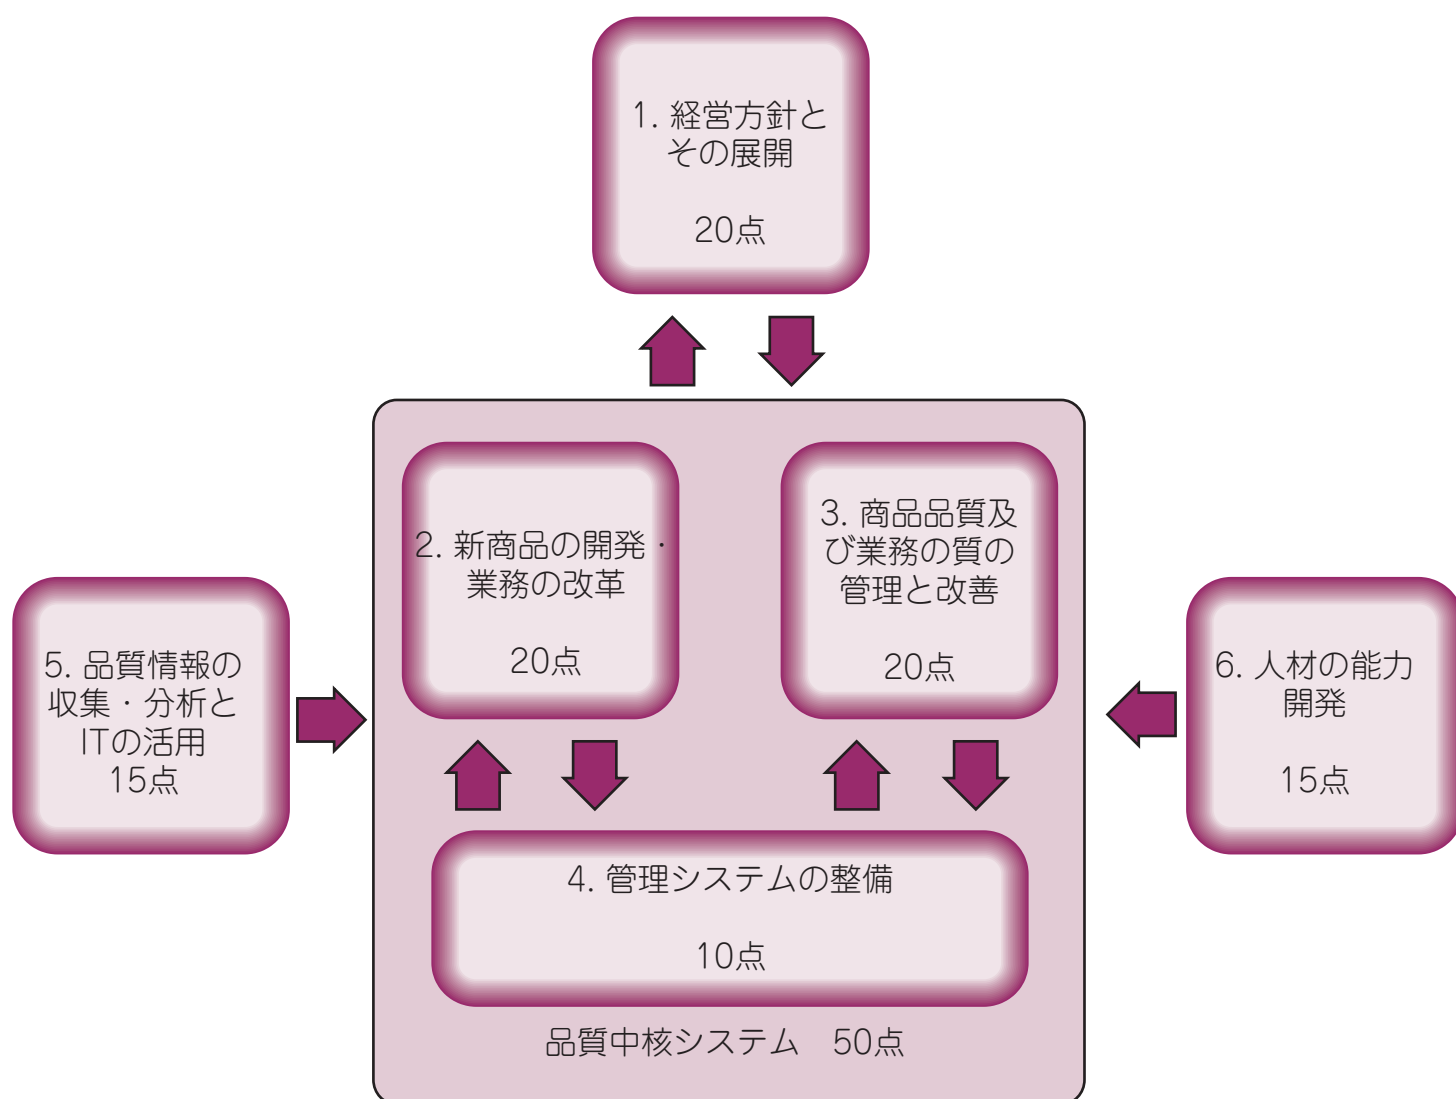 1. 経営方針と
その展開
20点
2. 新商品の開発・
業務の改革
20点
3. 商品品質及
び業務の質の
管理と改善
20点
5. 品質情報の
収集・分析と
ITの活用
15点
6. 人材の能力
開発
15点
4. 管理システムの整備
10点
品質中核システム　50点